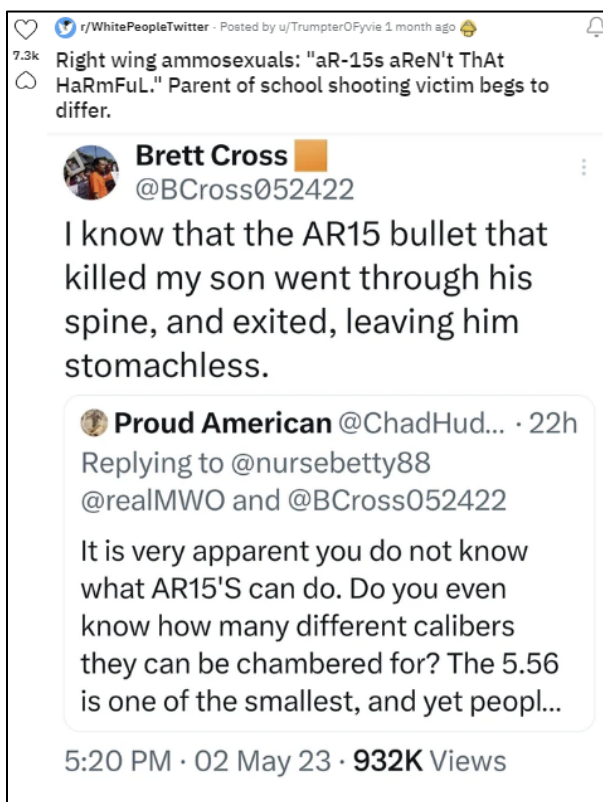 r/WhitePeopleTwitter · Posted by u/TrumpterOFyvie 1 month ago
7.3k
Right wing ammosexuals: "aR-15s aReN't ThAt
HaRmFuL." Parent of school shooting victim begs to
differ.
Brett Cross
@BCross052422
I know that the AR15 bullet that
killed my son went through his
spine, and exited, leaving him
stomachless.
Proud American @ChadHud... · 22h
Replying to @nursebetty88
@realMWO and @BCross052422
It is very apparent you do not know
what AR15'S can do. Do you even
know how many different calibers
they can be chambered for? The 5.56
is one of the smallest, and yet peopl...
5:20 PM · 02 May 23 · 932K Views